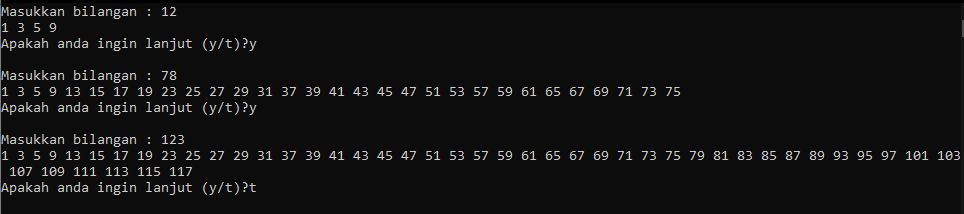 Masukkan bilangan : 12
1 3 5 9
Apakah anda ingin lanjut (y/t)?y
Masukkan bilangan : 78
1 3 5 9 13 15 17 19 23 25 27 29 31 37 39 41 43 45 47 51 53 57 59 61 65 67 69 71 73 75
Apakah anda ingin lanjut (y/t)?y
Masukkan bilangan : 123
1 3 5 9 13 15 17 19 23 25 27 29 31 37 39 41 43 45 47 51 53 57 59 61 65 67 69 71 73 75 79 81 83 85 87 89 93 95 97 101 103
107 109 111 113 115 117
Apakah anda ingin lanjut (y/t)?t